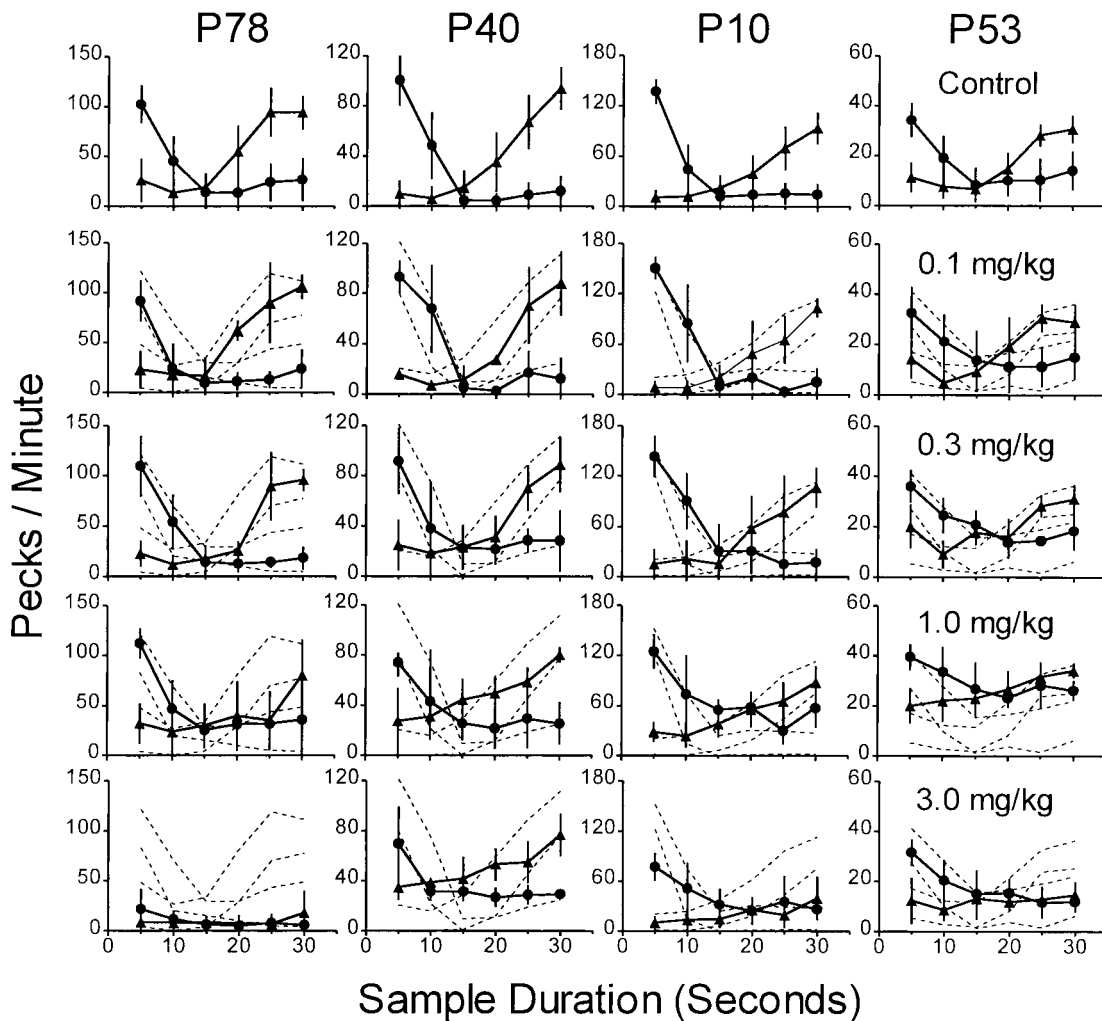 P78 P40 P10 P53
150 120 180 60
Control
100 80 120 40
50 40 60 20
0 0 0 0
150 120 180 60
0.1 mg/kg
100 80 120 40
50 40 60 20
0 0 0 0
150 120 180 60
0.3 mg/kg
100 80 120 40
50 40 60 20
0 0 0 0
150 120 180 60
1.0 mg/kg
100 80 120 40
50 40 60 20
0 0 0 0
150 120 180 60
3.0 mg/kg
100 80 120 40
50 40 60 20
0 0 0 0
0 10 20 30 0 10 20 30 0 10 20 30 0 10 20 30
Pecks / Minute
Sample Duration (Seconds)